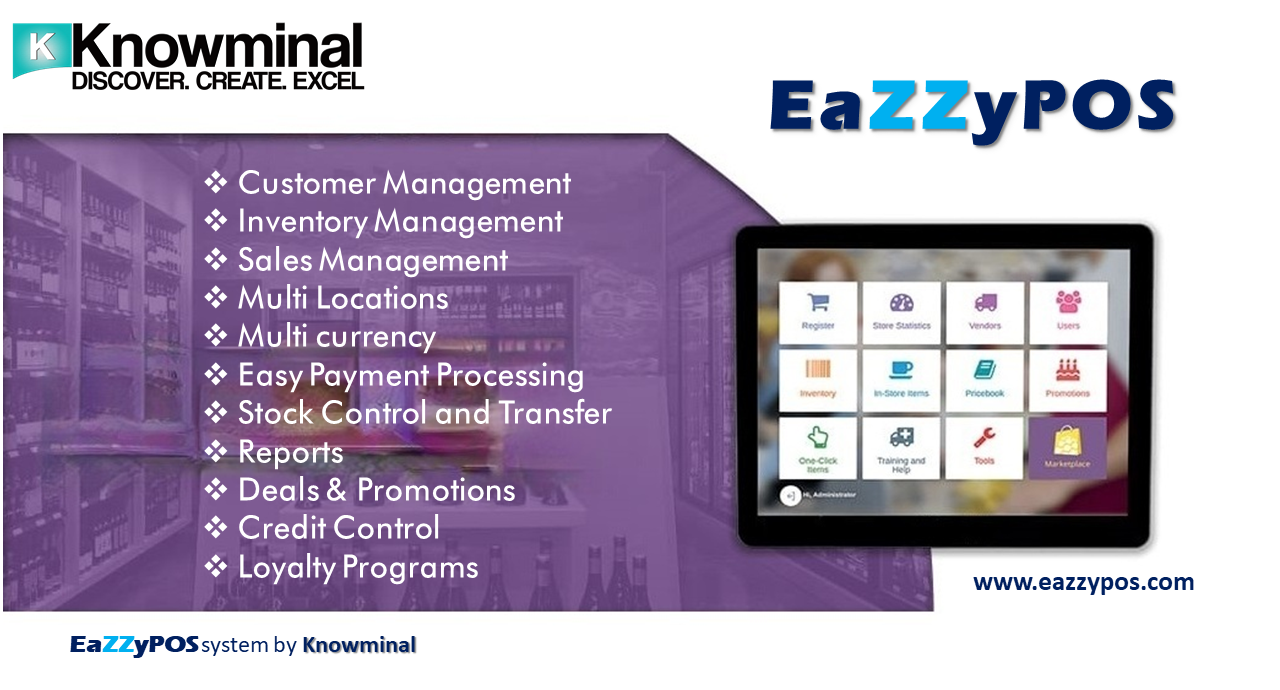 K Knowminal
DISCOVER. CREATE. EXCEL
EaZZyPOS
❖ Customer Management
❖ Inventory Management
❖ Sales Management
❖ Multi Locations
❖ Multi currency
❖ Easy Payment Processing
❖ Stock Control and Transfer
❖ Reports
❖ Deals & Promotions
❖ Credit Control
❖ Loyalty Programs
Register
Store Statistics
Vendors
Users
Inventory
In-Store Items
Pricebook
Promotions
One-Click
Items
Training and
Help
Tools
Marketplace
Hi, Administrator
www.eazzypos.com
EaZZyPOS system by Knowminal